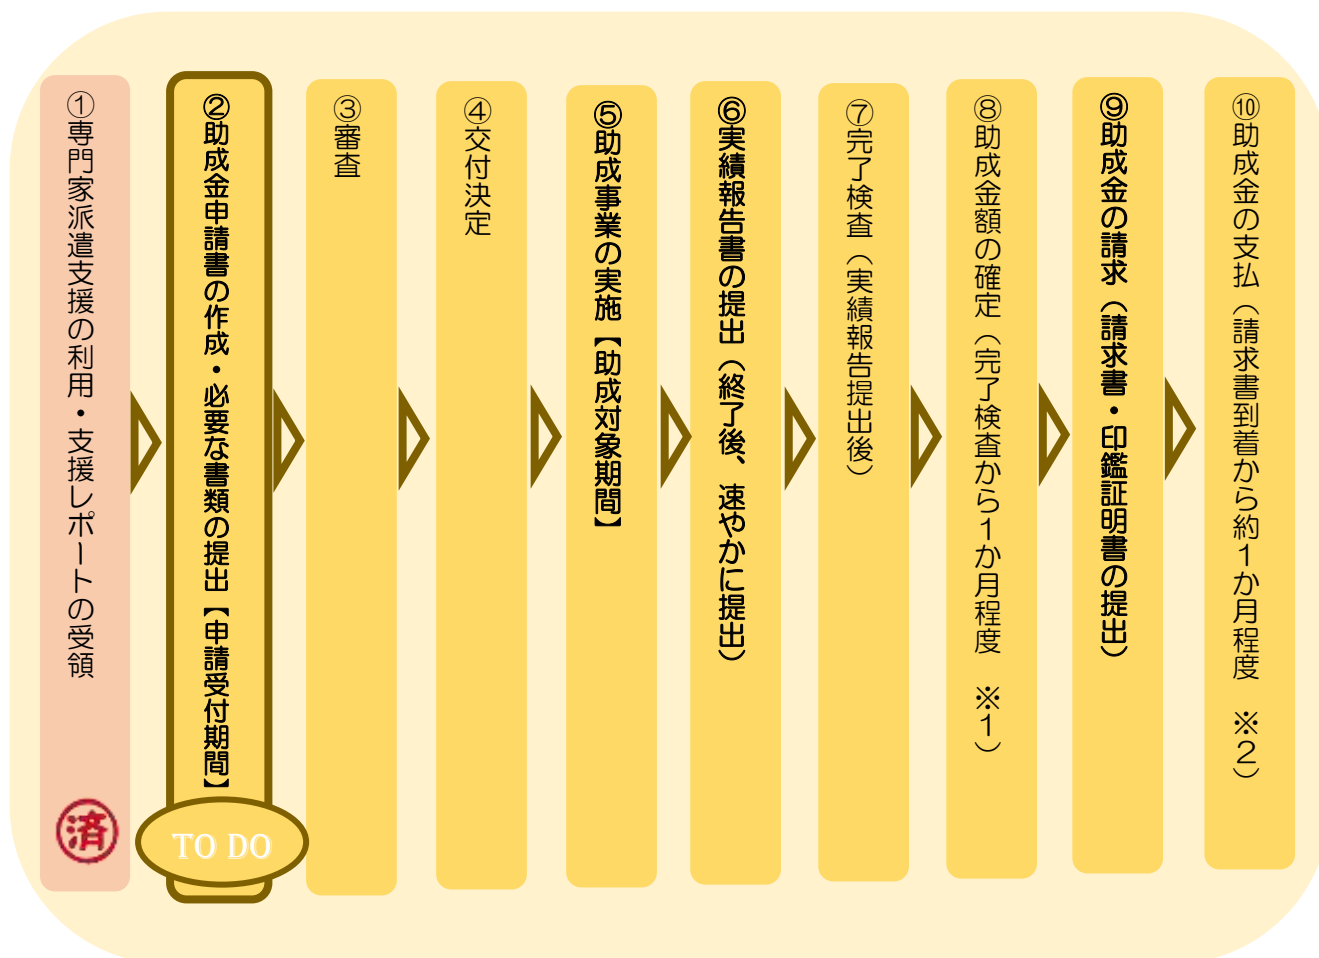 ①専門家派遣支援の利用・支援レポートの受領
済
②助成金申請書の作成・必要な書類の提出【申請受付期間】
TO DO
③審査
④交付決定
⑤助成事業の実施【助成対象期間】
⑥実績報告書の提出（終了後、速やかに提出）
⑦完了検査（実績報告提出後）
⑧助成金額の確定（完了検査から１か月程度　※１）
⑨助成金の請求（請求書・印鑑証明書の提出）
⑩助成金の支払（請求書到着から約１か月程度　※２）